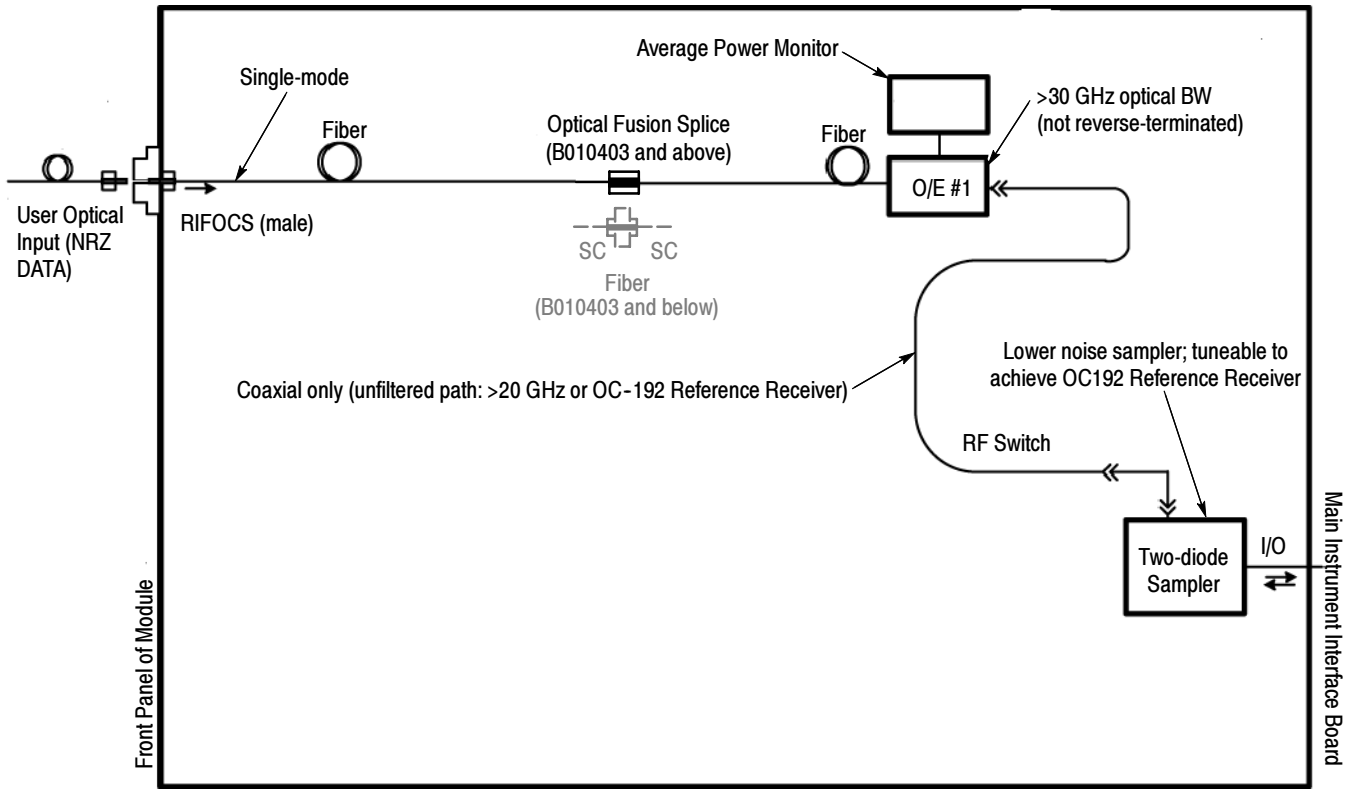 Average Power Monitor
Single-mode
>30 GHz optical BW
(not reverse-terminated)
Fiber
Optical Fusion Splice
(B010403 and above)
Fiber
O/E #1
User Optical
Input (NRZ
DATA)
RIFOCS (male)
SC SC
Fiber
(B010403 and below)
Lower noise sampler; tuneable to
achieve OC192 Reference Receiver
Coaxial only (unfiltered path: >20 GHz or OC-192 Reference Receiver)
RF Switch
Two-diode
Sampler
I/O
Front Panel of Module
Main Instrument Interface Board